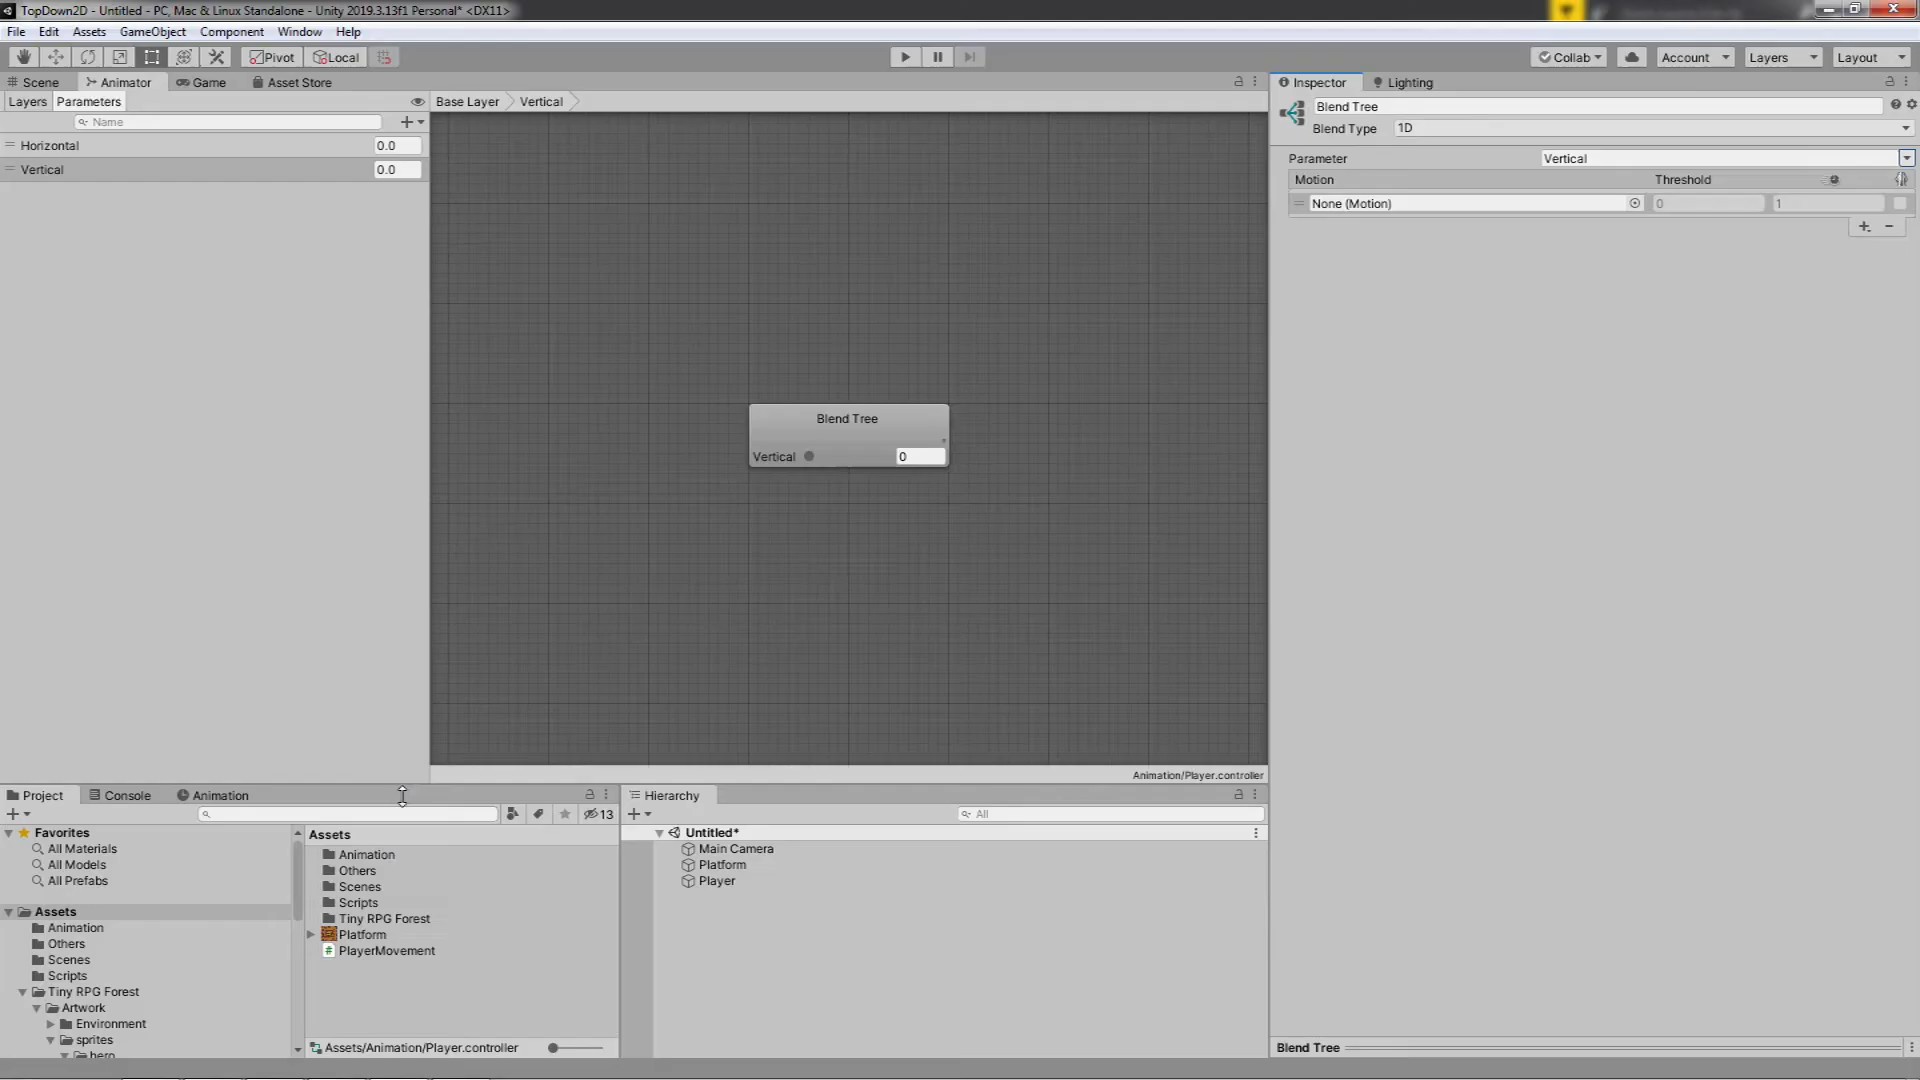 TopDown2D - Untitled - PC, Mac & Linux Standalone - Unity 2019.3.13f1 Personal* <DX11>
File Edit Assets GameObject Component Window Help
Pivot Local Collab Account Layers Layout
Scene Animator Game Asset Store
Layers Parameters
Base Layer Vertical
Name
Horizontal 0.0
Vertical 0.0
Blend Tree
Vertical 0
Animation/Player.controller
Inspector Lighting
Blend Tree
Blend Type 1D
Parameter Vertical
Motion Threshold
None (Motion) 0 1
Project Console Animation
13
Favorites
All Materials
All Models
All Prefabs
Assets
Animation
Others
Scenes
Scripts
Tiny RPG Forest
Artwork
Environment
sprites
hero
Assets
Animation
Others
Scenes
Scripts
Tiny RPG Forest
Platform
PlayerMovement
Assets/Animation/Player.controller
Hierarchy
All
Untitled*
Main Camera
Platform
Player
Blend Tree